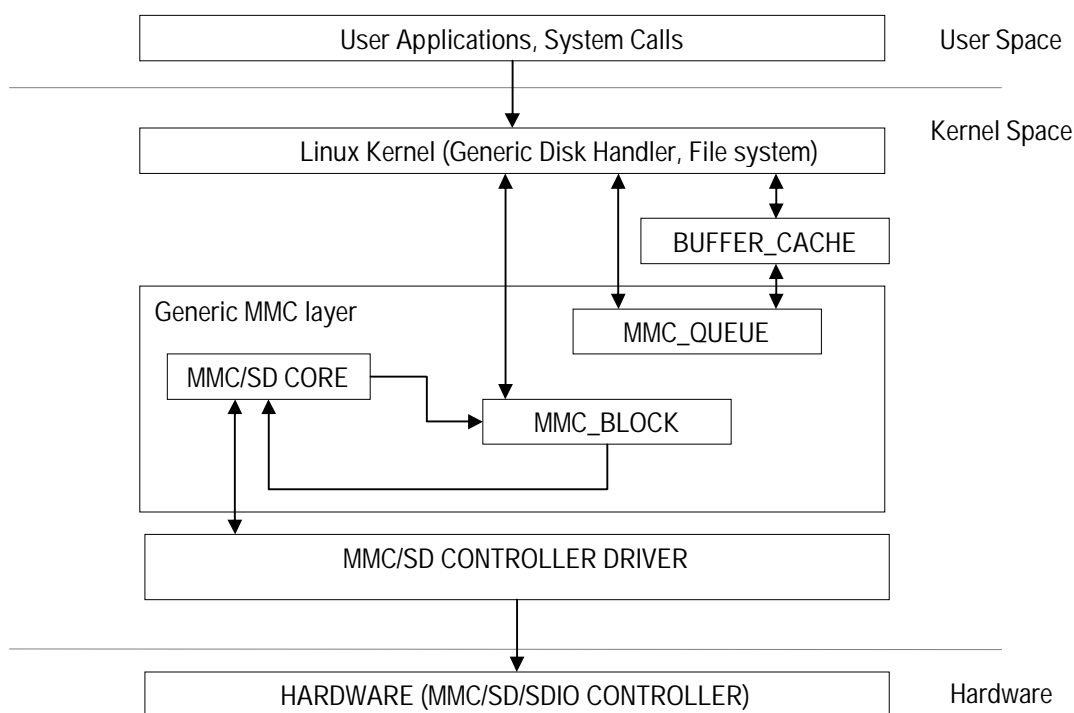 User Applications, System Calls
User Space
Kernel Space
Linux Kernel (Generic Disk Handler, File system)
BUFFER_CACHE
Generic MMC layer
MMC_QUEUE
MMC/SD CORE
MMC_BLOCK
MMC/SD CONTROLLER DRIVER
HARDWARE (MMC/SD/SDIO CONTROLLER)
Hardware